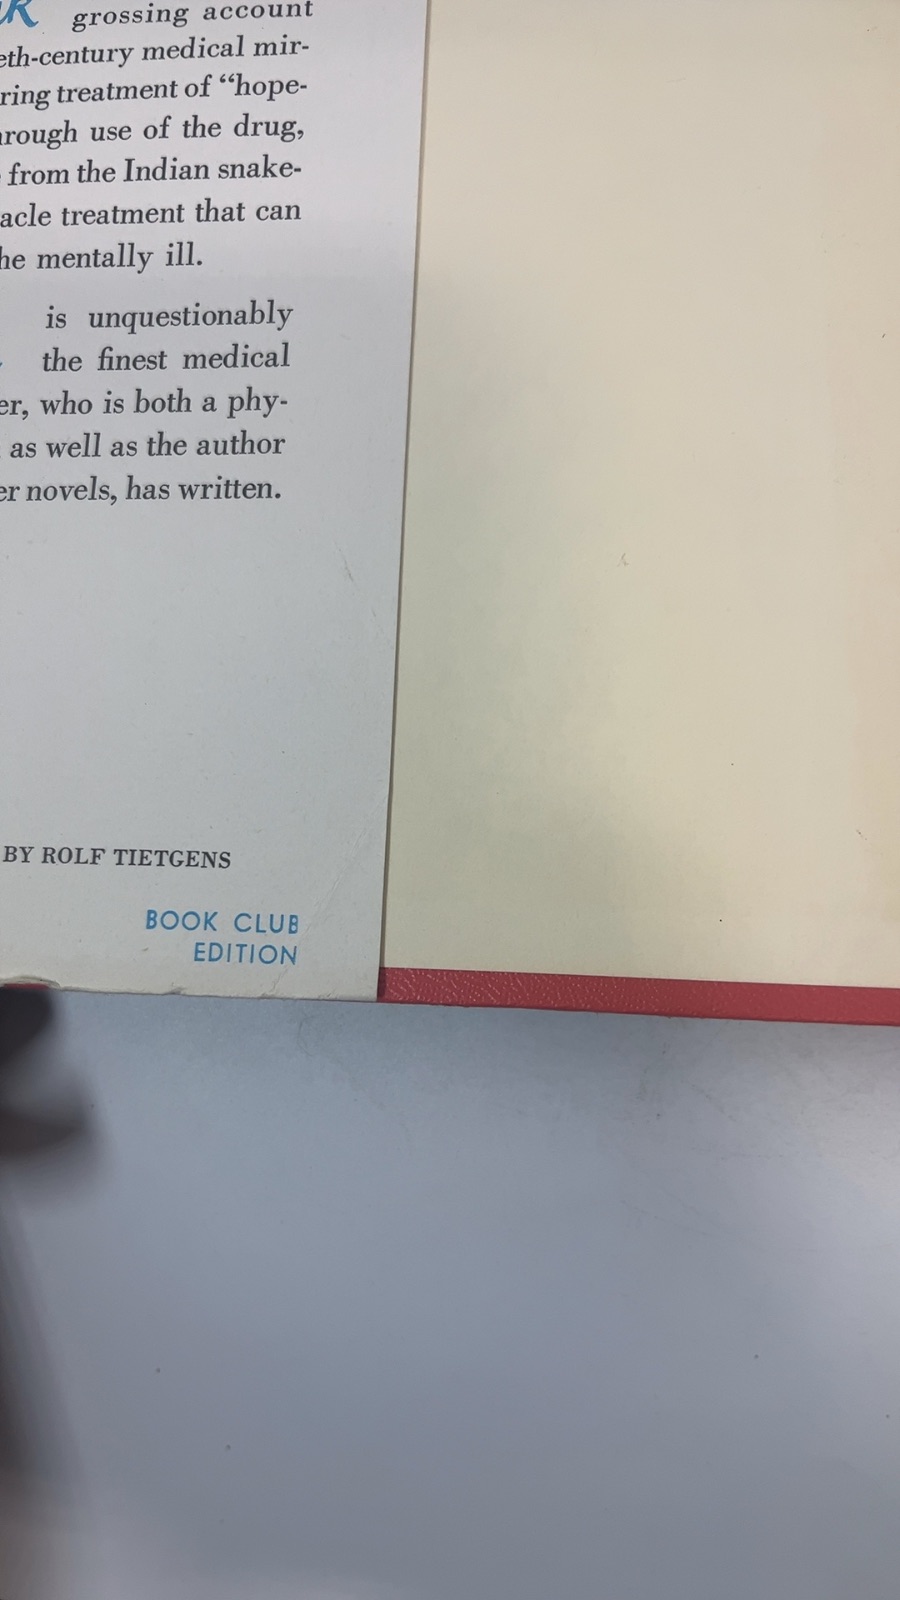 R grossing account
eth-century medical mir-
ring treatment of “hope-
rough use of the drug,
from the Indian snake-
acle treatment that can
he mentally ill.
is unquestionably
the finest medical
er, who is both a phy-
as well as the author
er novels, has written.
BY ROLF TIETGENS
BOOK CLUB
EDITION